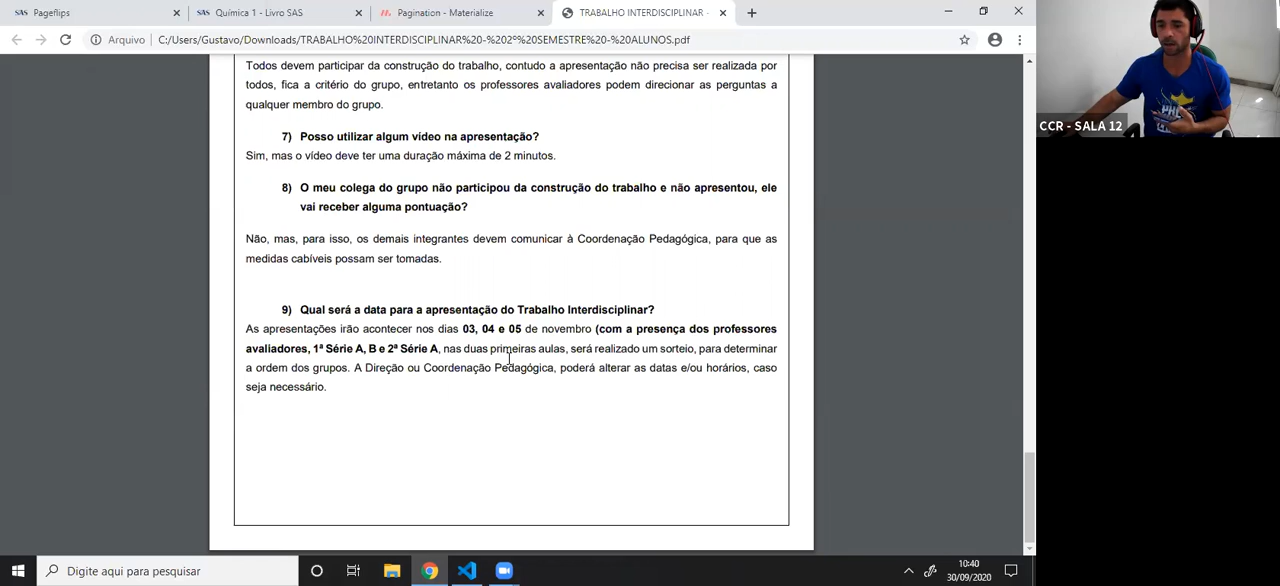 SAS Pageflips
SAS Química 1 - Livro SAS
Pagination - Materialize
TRABALHO INTERDISCIPLINAR -
Arquivo
C:/Users/Gustavo/Downloads/TRABALHO%20INTERDISCIPLINAR%20-%202º%20SEMESTRE%20-%20ALUNOS.pdf
Todos devem participar da construção do trabalho, contudo a apresentação não precisa ser realizada por
todos, fica a critério do grupo, entretanto os professores avaliadores podem direcionar as perguntas a
qualquer membro do grupo.
7) Posso utilizar algum vídeo na apresentação?
Sim, mas o vídeo deve ter uma duração máxima de 2 minutos.
8) O meu colega do grupo não participou da construção do trabalho e não apresentou, ele
vai receber alguma pontuação?
Não, mas, para isso, os demais integrantes devem comunicar à Coordenação Pedagógica, para que as
medidas cabíveis possam ser tomadas.
9) Qual será a data para a apresentação do Trabalho Interdisciplinar?
As apresentações irão acontecer nos dias 03, 04 e 05 de novembro (com a presença dos professores
avaliadores, 1ª Série A, B e 2ª Série A, nas duas primeiras aulas, será realizado um sorteio, para determinar
a ordem dos grupos. A Direção ou Coordenação Pedagógica, poderá alterar as datas e/ou horários, caso
seja necessário.
CCR - SALA 12
Digite aqui para pesquisar
10:40
30/09/2020